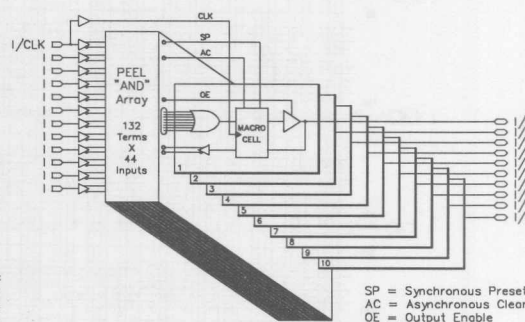 CLK
I/CLK
SP
AC
PEEL
"AND"
Array
OE
132
Terms
X
44
Inputs
MACRO
CELL
I
I
I
I
I
I
I
I
I
I
I
1
2
3
4
5
6
7
8
9
10
SP = Synchronous Preset
AC = Asynchronous Clear
OE = Output Enable